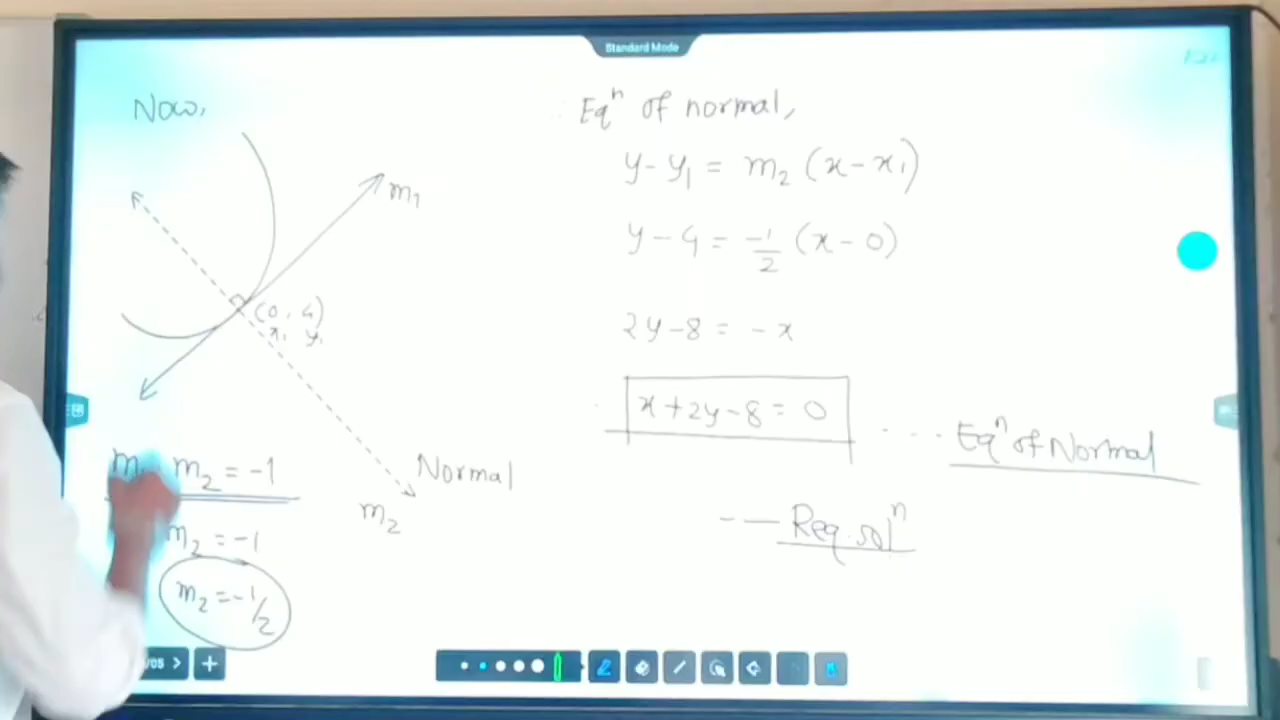 Standard Mode
Now,
m₁
(0, 4)
x₁ y₁
Normal
m₂
m₂ = -1
m₂ = -1
m₂ = -1/2
Eqⁿ of normal,
y - y₁ = m₂ (x - x₁)
y - 4 = -1/2 (x - 0)
2y - 8 = - x
x + 2y - 8 = 0 .... Eqⁿ of Normal
-- — Req. solⁿ
/05 >